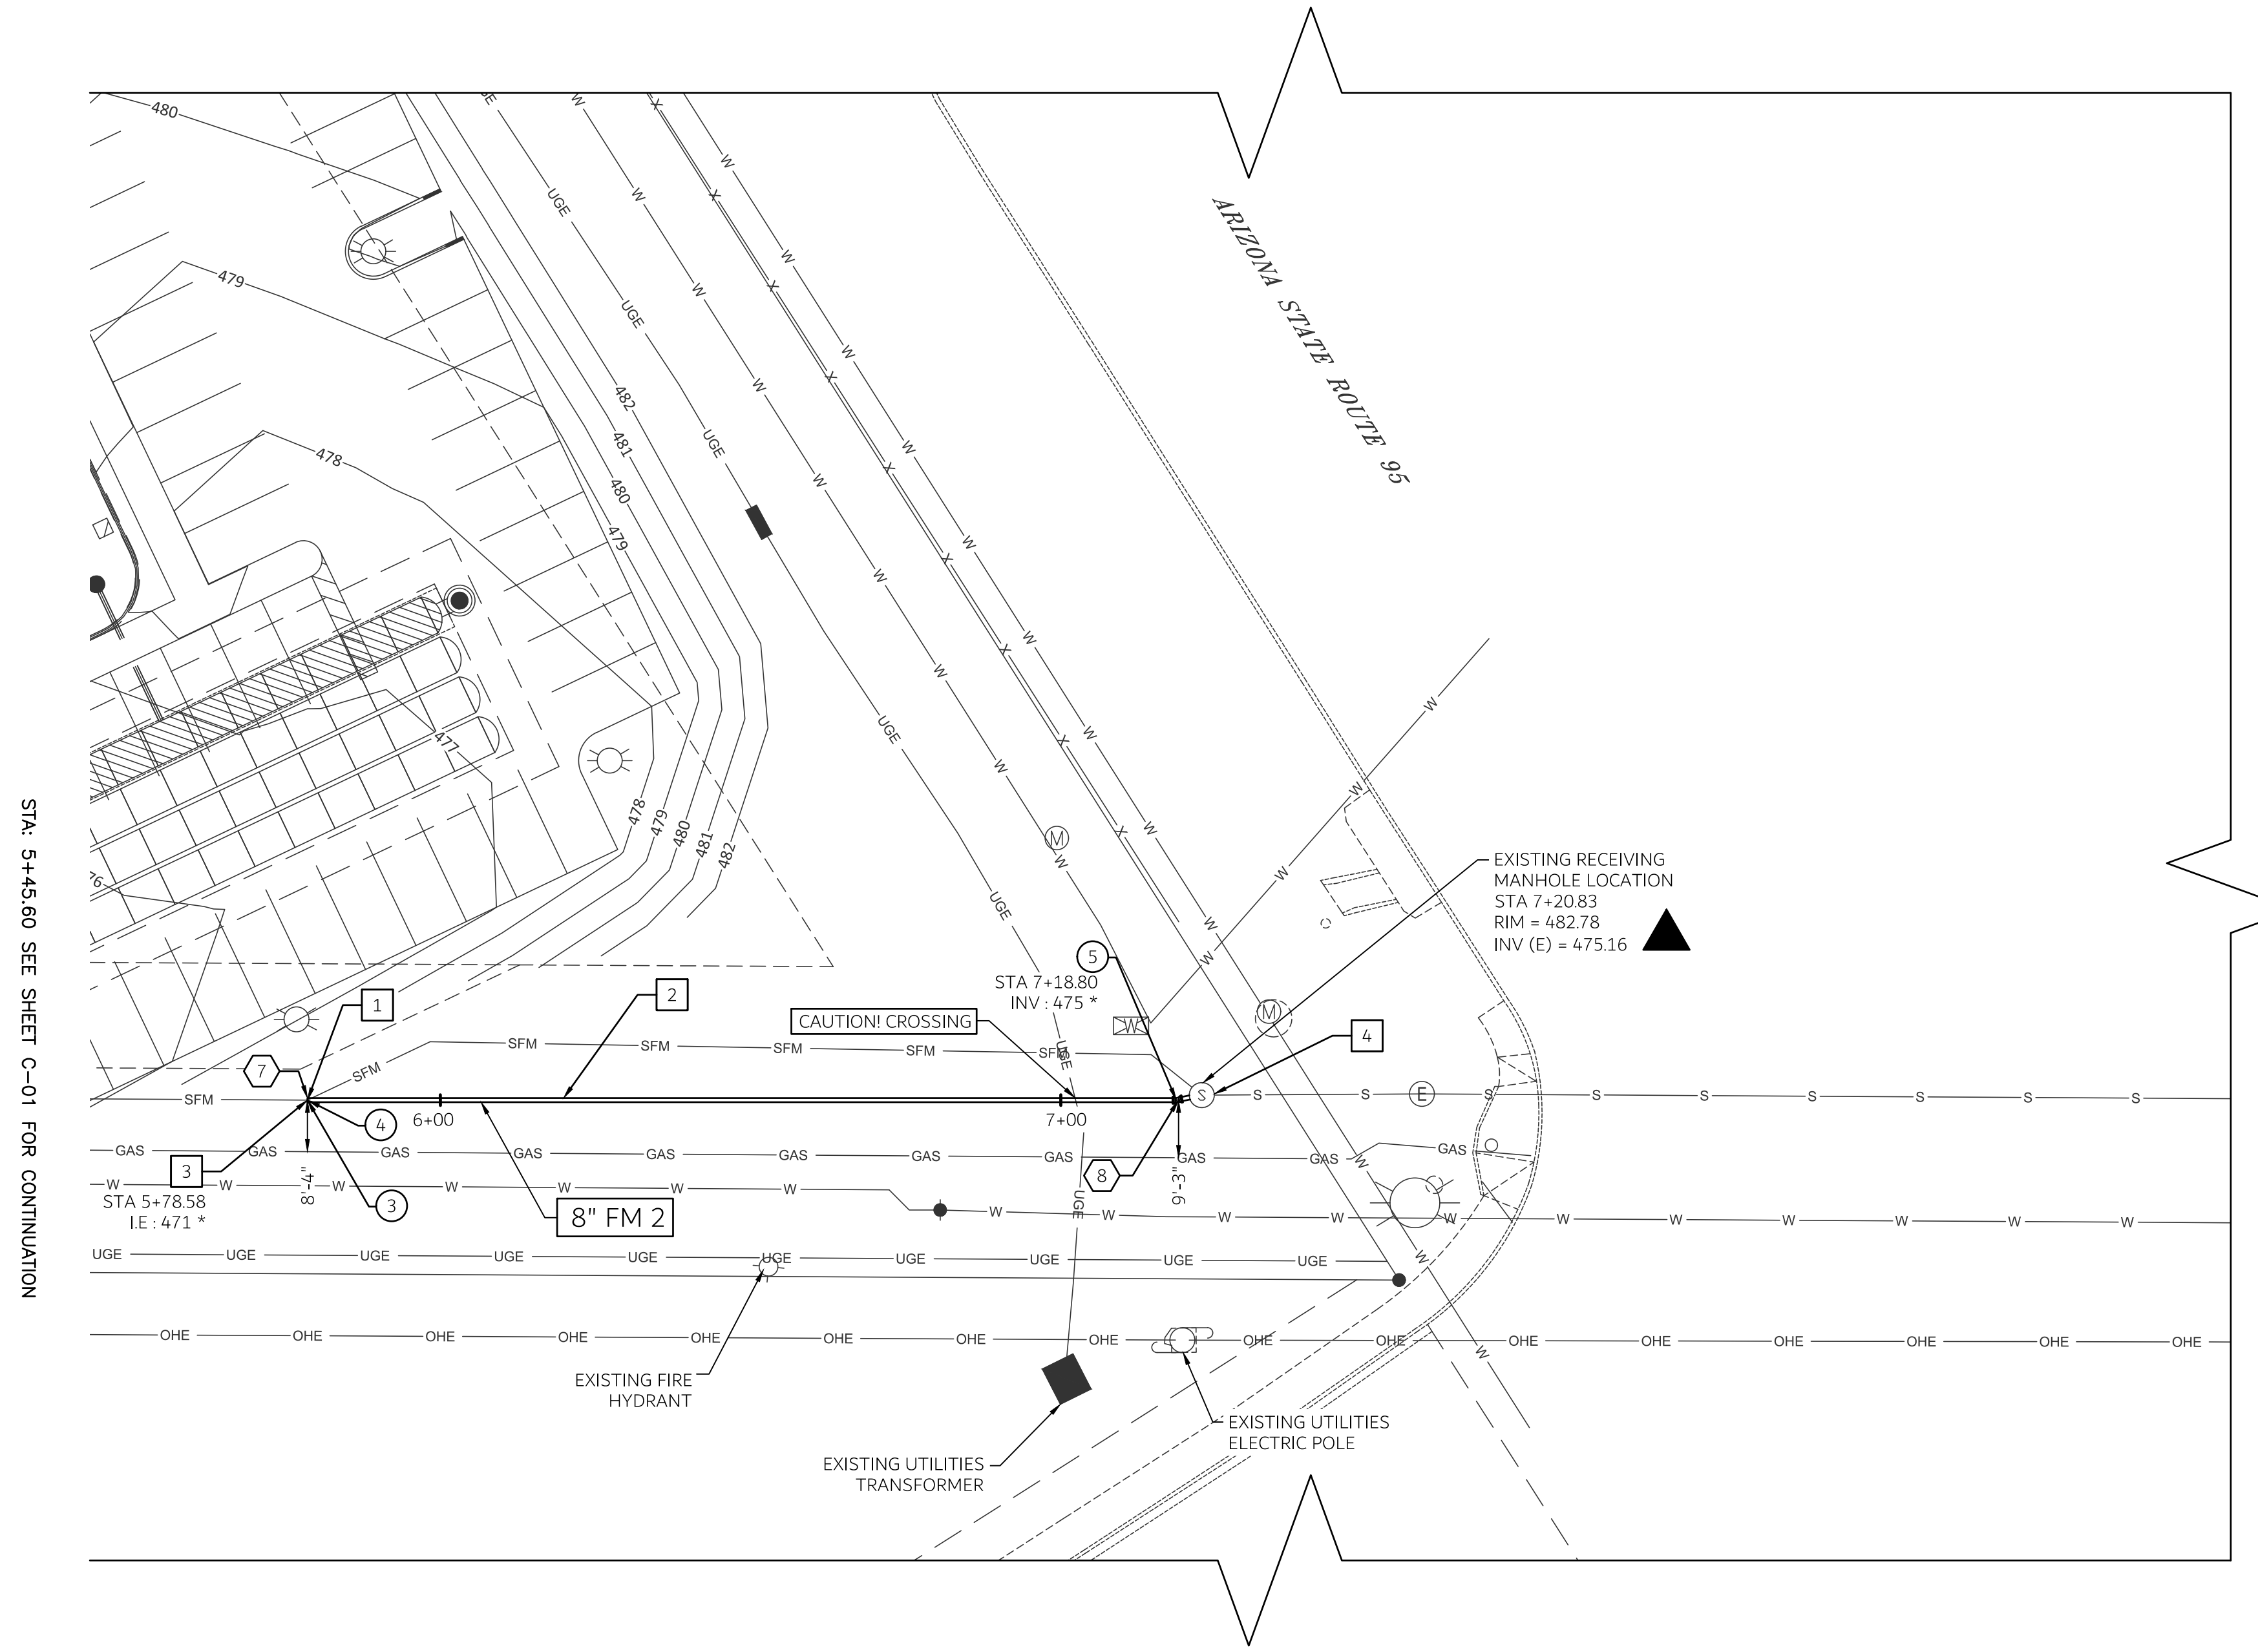 480
UGE
W
X
W
ARIZONA STATE ROUTE 95
479
482
481
480
479
478
477
76
478
479
480
481
482
M
UGE
W
EXISTING RECEIVING
MANHOLE LOCATION
STA 7+20.83
RIM = 482.78
INV (E) = 475.16
5
STA 7+18.80
INV : 475 *
1
2
CAUTION! CROSSING
W
M
4
7
SFM
SFM SFM SFM SFM SFM
UGE
SFM
4
6+00
7+00
S
S S E S S S S S S S
GAS GAS GAS GAS GAS GAS GAS GAS GAS GAS GAS
3
8'-4"
3
8
9'-3"
W W W W W W W
STA 5+78.58
I.E : 471 *
8" FM 2
UGE
W W W W W W W W W W W
UGE UGE UGE UGE UGE UGE UGE UGE UGE UGE
OHE OHE OHE OHE OHE OHE OHE OHE OHE OHE OHE OHE OHE OHE OHE OHE
EXISTING FIRE
HYDRANT
EXISTING UTILITIES
ELECTRIC POLE
EXISTING UTILITIES
TRANSFORMER
STA: 5+45.60 SEE SHEET C-01 FOR CONTINUATION